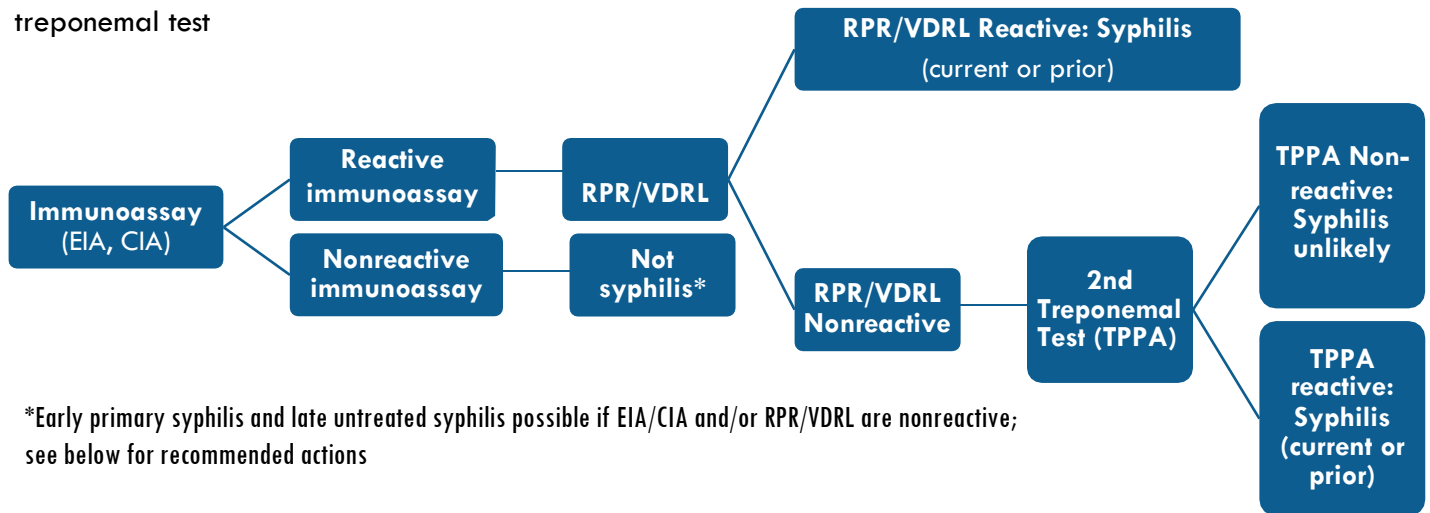 treponemal test
RPR/VDRL Reactive: Syphilis
(current or prior)
Immunoassay
(EIA, CIA)
Reactive
immunoassay
RPR/VDRL
Nonreactive
immunoassay
Not
syphilis*
RPR/VDRL
Nonreactive
2nd
Treponemal
Test (TPPA)
TPPA Non-
reactive:
Syphilis
unlikely
TPPA
reactive:
Syphilis
(current or
prior)
*Early primary syphilis and late untreated syphilis possible if EIA/CIA and/or RPR/VDRL are nonreactive;
see below for recommended actions